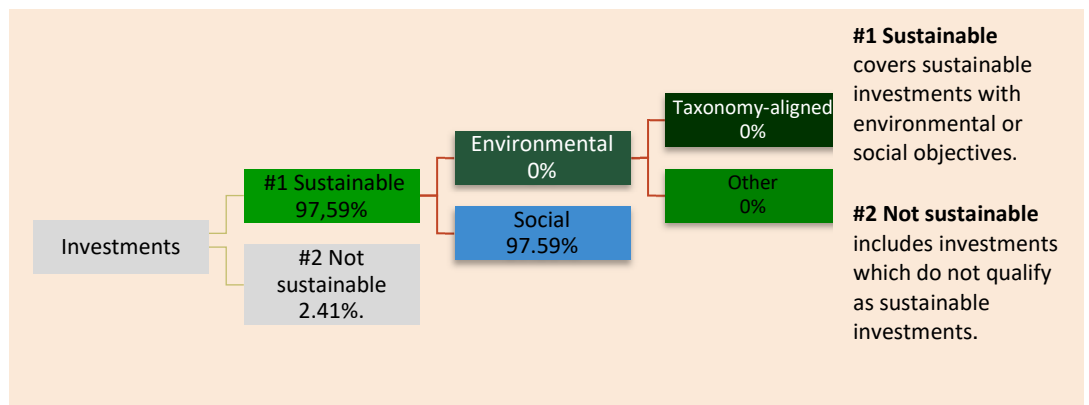 Investments
#1 Sustainable
97,59%
#2 Not
sustainable
2.41%.
Environmental
0%
Social
97.59%
Taxonomy-aligned
0%
Other
0%
#1 Sustainable
covers sustainable
investments with
environmental or
social objectives.
#2 Not sustainable
includes investments
which do not qualify
as sustainable
investments.